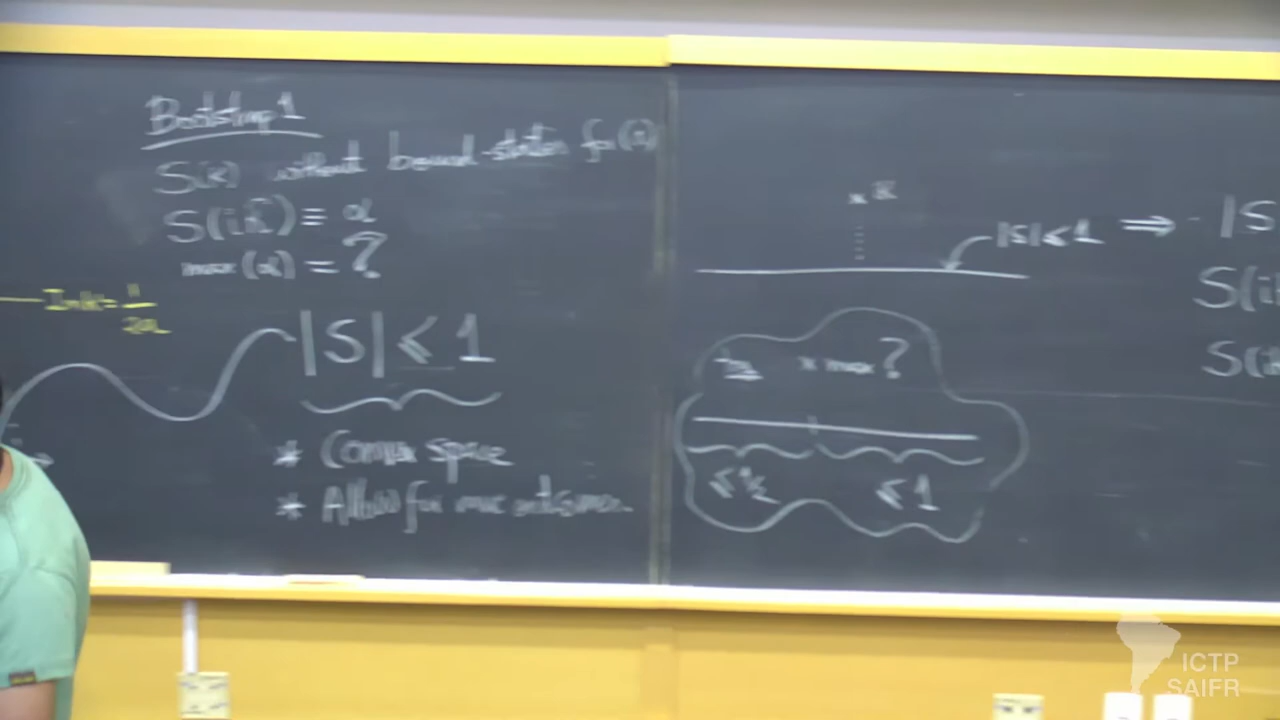 Bootstrap 1
S(k) without bound-states for (i)
S(ik̄) = α
max(α) = ?
|S| ≤ 1
* Convex space
* Allow for more outcomes.
x k̄
|S| ≤ 1 ⇒ |S
S(i
S(i
x max?
≤ 1/2 ≤ 1
ICTP
SAIFR